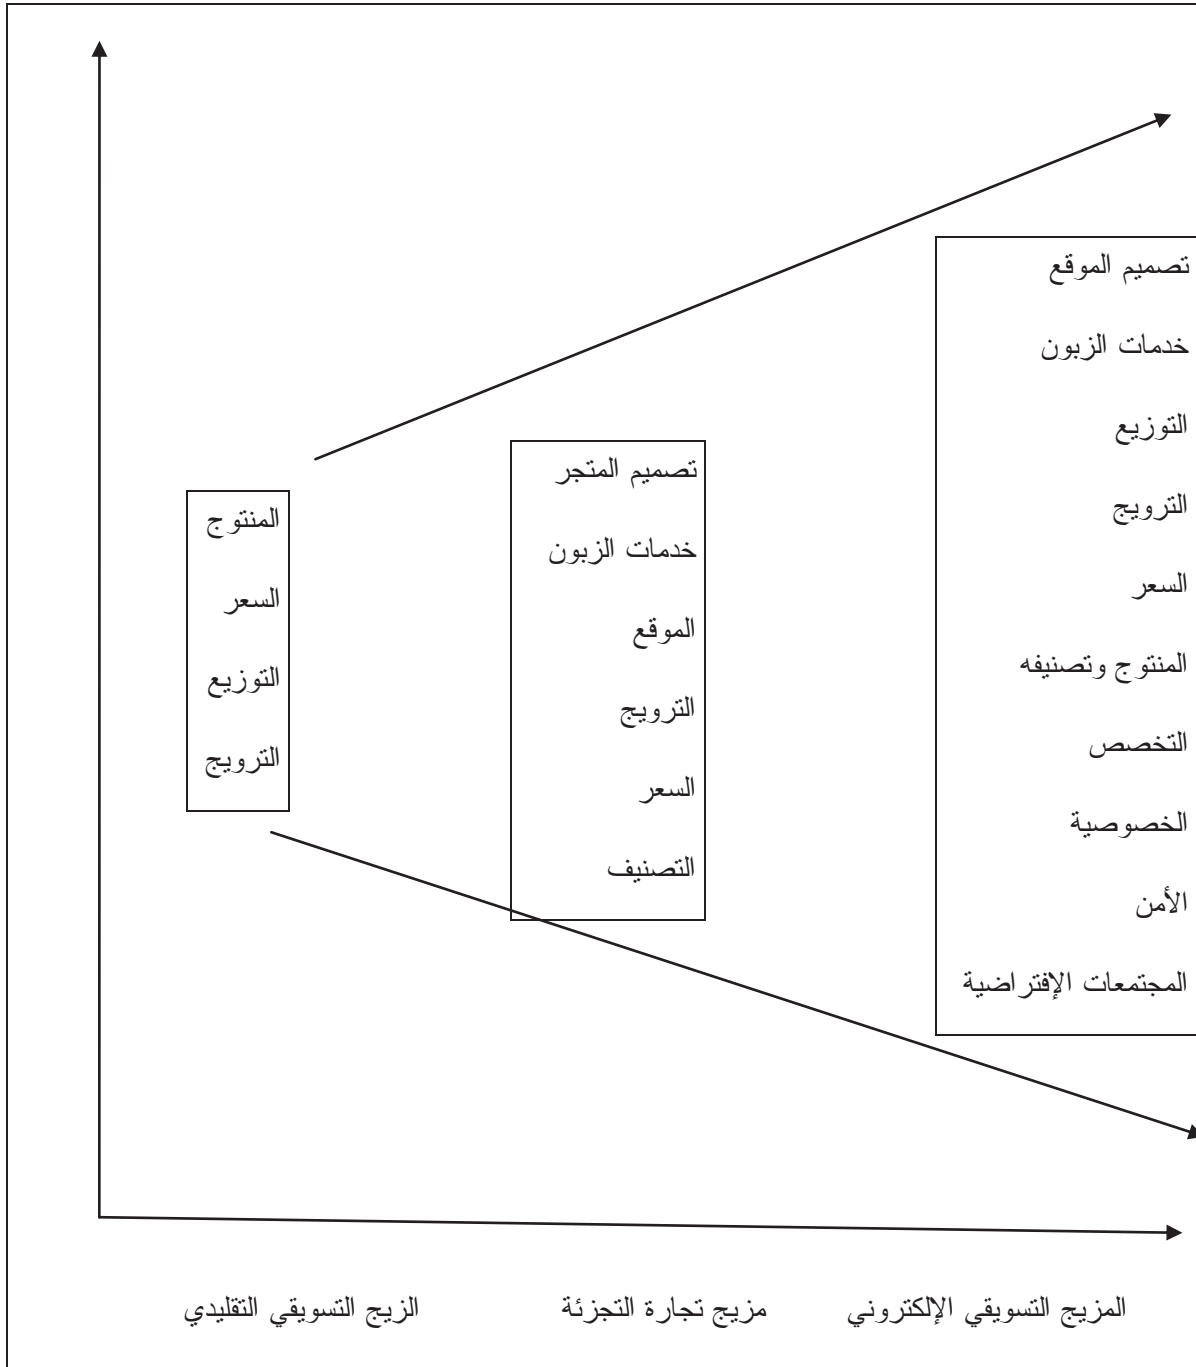 تصميم الموقع
خدمات الزبون
التوزيع
الترويج
السعر
المنتوج وتصنيفه
التخصص
الخصوصية
الأمن
المجتمعات الإفتراضية
تصميم المتجر
خدمات الزبون
الموقع
الترويج
السعر
التصنيف
المنتوج
السعر
التوزيع
الترويج
المزيج التسويقي الإلكتروني
مزيج تجارة التجزئة
الزيج التسويقي التقليدي